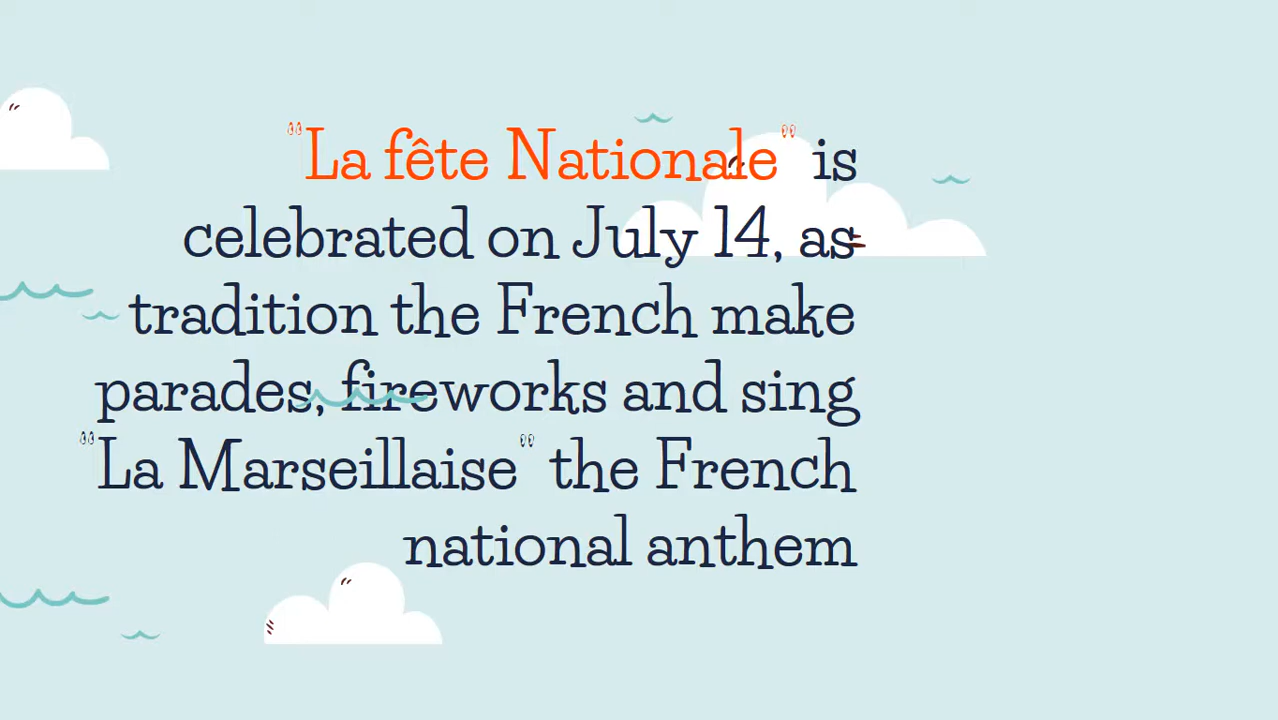 "La fête Nationale" is
celebrated on July 14, as
tradition the French make
parades, fireworks and sing
"La Marseillaise" the French
national anthem